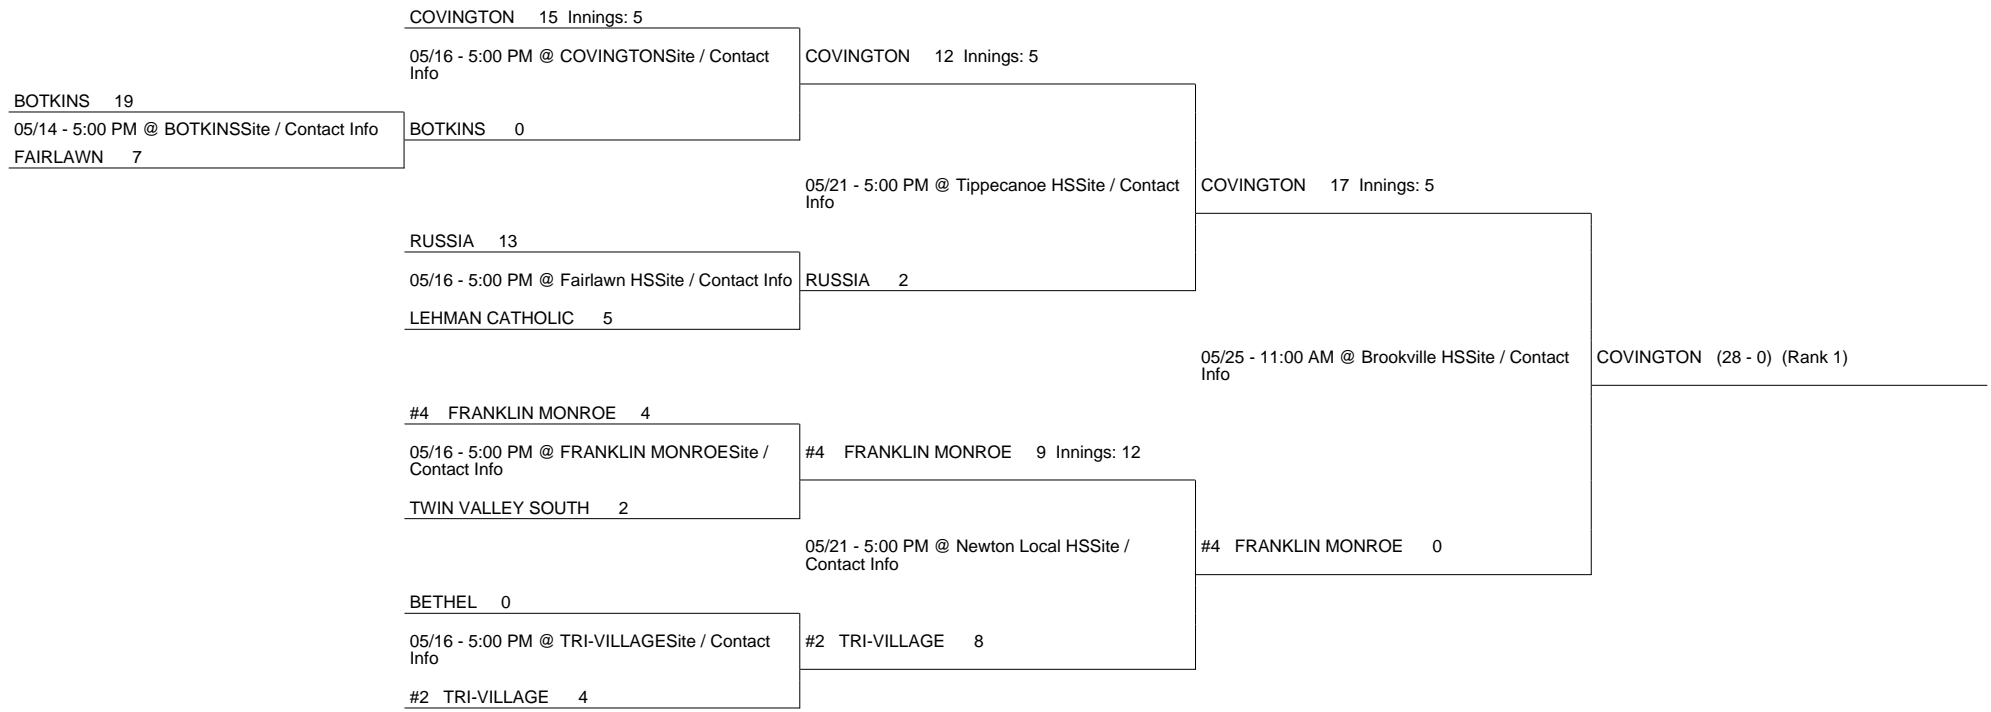 COVINGTON 15 Innings: 5
05/16 - 5:00 PM @ COVINGTONSite / Contact
Info
BOTKINS 19
05/14 - 5:00 PM @ BOTKINSSite / Contact Info
FAIRLAWN 7
BOTKINS 0
COVINGTON 12 Innings: 5
05/21 - 5:00 PM @ Tippecanoe HSSite / Contact
Info
COVINGTON 17 Innings: 5
RUSSIA 13
05/16 - 5:00 PM @ Fairlawn HSSite / Contact Info
LEHMAN CATHOLIC 5
RUSSIA 2
05/25 - 11:00 AM @ Brookville HSSite / Contact
Info
COVINGTON (28 - 0) (Rank 1)
#4 FRANKLIN MONROE 4
05/16 - 5:00 PM @ FRANKLIN MONROESite /
Contact Info
TWIN VALLEY SOUTH 2
#4 FRANKLIN MONROE 9 Innings: 12
05/21 - 5:00 PM @ Newton Local HSSite /
Contact Info
#4 FRANKLIN MONROE 0
BETHEL 0
05/16 - 5:00 PM @ TRI-VILLAGESite / Contact
Info
#2 TRI-VILLAGE 4
#2 TRI-VILLAGE 8